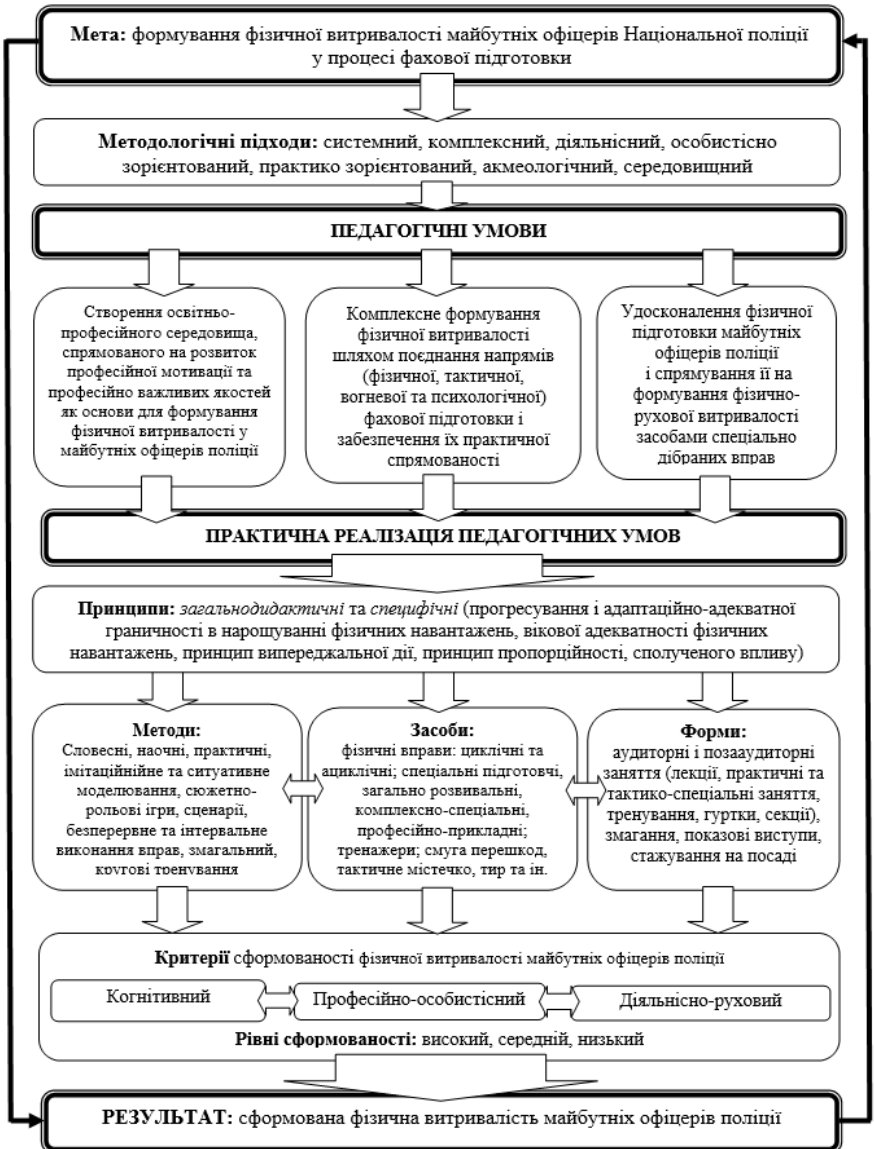 Мета: формування фізичної витривалості майбутніх офіцерів Національної поліції
у процесі фахової підготовки
Методологічні підходи: системний, комплексний, діяльнісний, особистісно
зорієнтований, практико зорієнтований, акмеологічний, середовищний
ПЕДАГОГІЧНІ УМОВИ
Створення освітньо-
професійного середовища,
спрямованого на розвиток
професійної мотивації та
професійно важливих якостей
як основи для формування
фізичної витривалості у
майбутніх офіцерів поліції
Комплексне формування
фізичної витривалості
шляхом поєднання напрямів
(фізичної, тактичної,
вогневої та психологічної)
фахової підготовки і
забезпечення їх практичної
спрямованості
Удосконалення фізичної
підготовки майбутніх
офіцерів поліції
і спрямування її на
формування фізично-
рухової витривалості
засобами спеціально
дібраних вправ
ПРАКТИЧНА РЕАЛІЗАЦІЯ ПЕДАГОГІЧНИХ УМОВ
Принципи: загальнодидактичні та специфічні (прогресування і адаптаційно-адекватної
граничності в нарощуванні фізичних навантажень, вікової адекватності фізичних
навантажень, принцип випереджальної дії, принцип пропорційності, сполученого впливу)
Методи:
Словесні, наочні, практичні,
імітаційнійне та ситуативне
моделювання, сюжетно-
рольові ігри, сценарії,
безперервне та інтервальне
виконання вправ, змагальний,
кругові тренування
Засоби:
фізичні вправи: циклічні та
ациклічні; спеціальні підготовчі,
загально розвивальні,
комплексно-спеціальні,
професійно-прикладні;
тренажери; смуга перешкод,
тактичне містечко, тир та ін.
Форми:
аудиторні і позааудиторні
заняття (лекції, практичні та
тактико-спеціальні заняття,
тренування, гуртки, секції),
змагання, показові виступи,
стажування на посаді
Критерії сформованості фізичної витривалості майбутніх офіцерів поліції
Когнітивний
Професійно-особистісний
Діяльнісно-руховий
Рівні сформованості: високий, середній, низький
РЕЗУЛЬТАТ: сформована фізична витривалість майбутніх офіцерів поліції